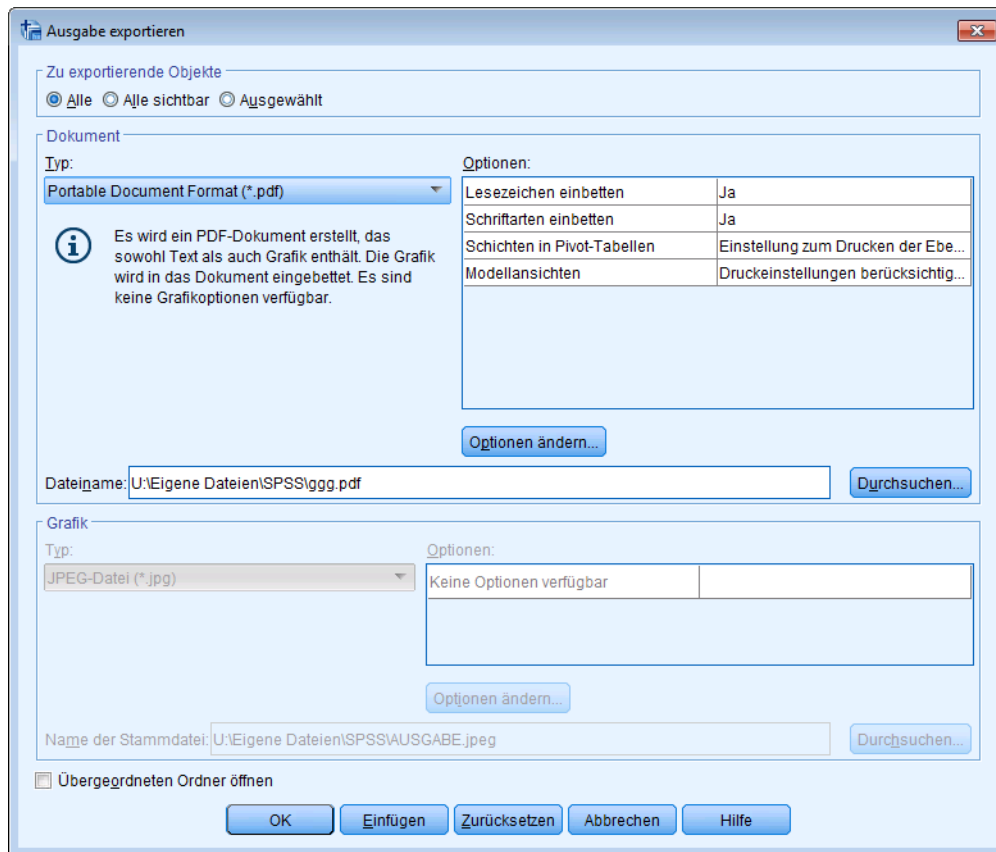 Ausgabe exportieren
Zu exportierende Objekte
Alle Alle sichtbar Ausgewählt
Dokument
Typ:
Portable Document Format (*.pdf)
Es wird ein PDF-Dokument erstellt, das
sowohl Text als auch Grafik enthält. Die Grafik
wird in das Dokument eingebettet. Es sind
keine Grafikoptionen verfügbar.
Optionen:
Lesezeichen einbetten Ja
Schriftarten einbetten Ja
Schichten in Pivot-Tabellen Einstellung zum Drucken der Ebe...
Modellansichten Druckeinstellungen berücksichtig...
Optionen ändern...
Dateiname: U:\Eigene Dateien\SPSS\ggg.pdf Durchsuchen...
Grafik
Typ:
JPEG-Datei (*.jpg)
Optionen:
Keine Optionen verfügbar
Optionen ändern...
Name der Stammdatei: U:\Eigene Dateien\SPSS\AUSGABE.jpeg Durchsuchen...
Übergeordneten Ordner öffnen
OK Einfügen Zurücksetzen Abbrechen Hilfe